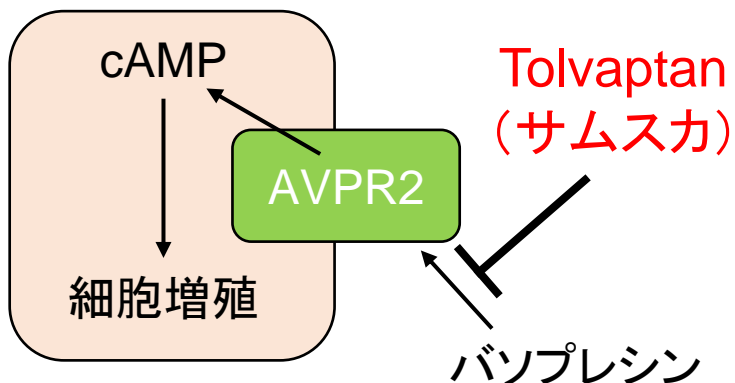 cAMP
Tolvaptan
（サムスカ）
AVPR2
細胞増殖
バソプレシン